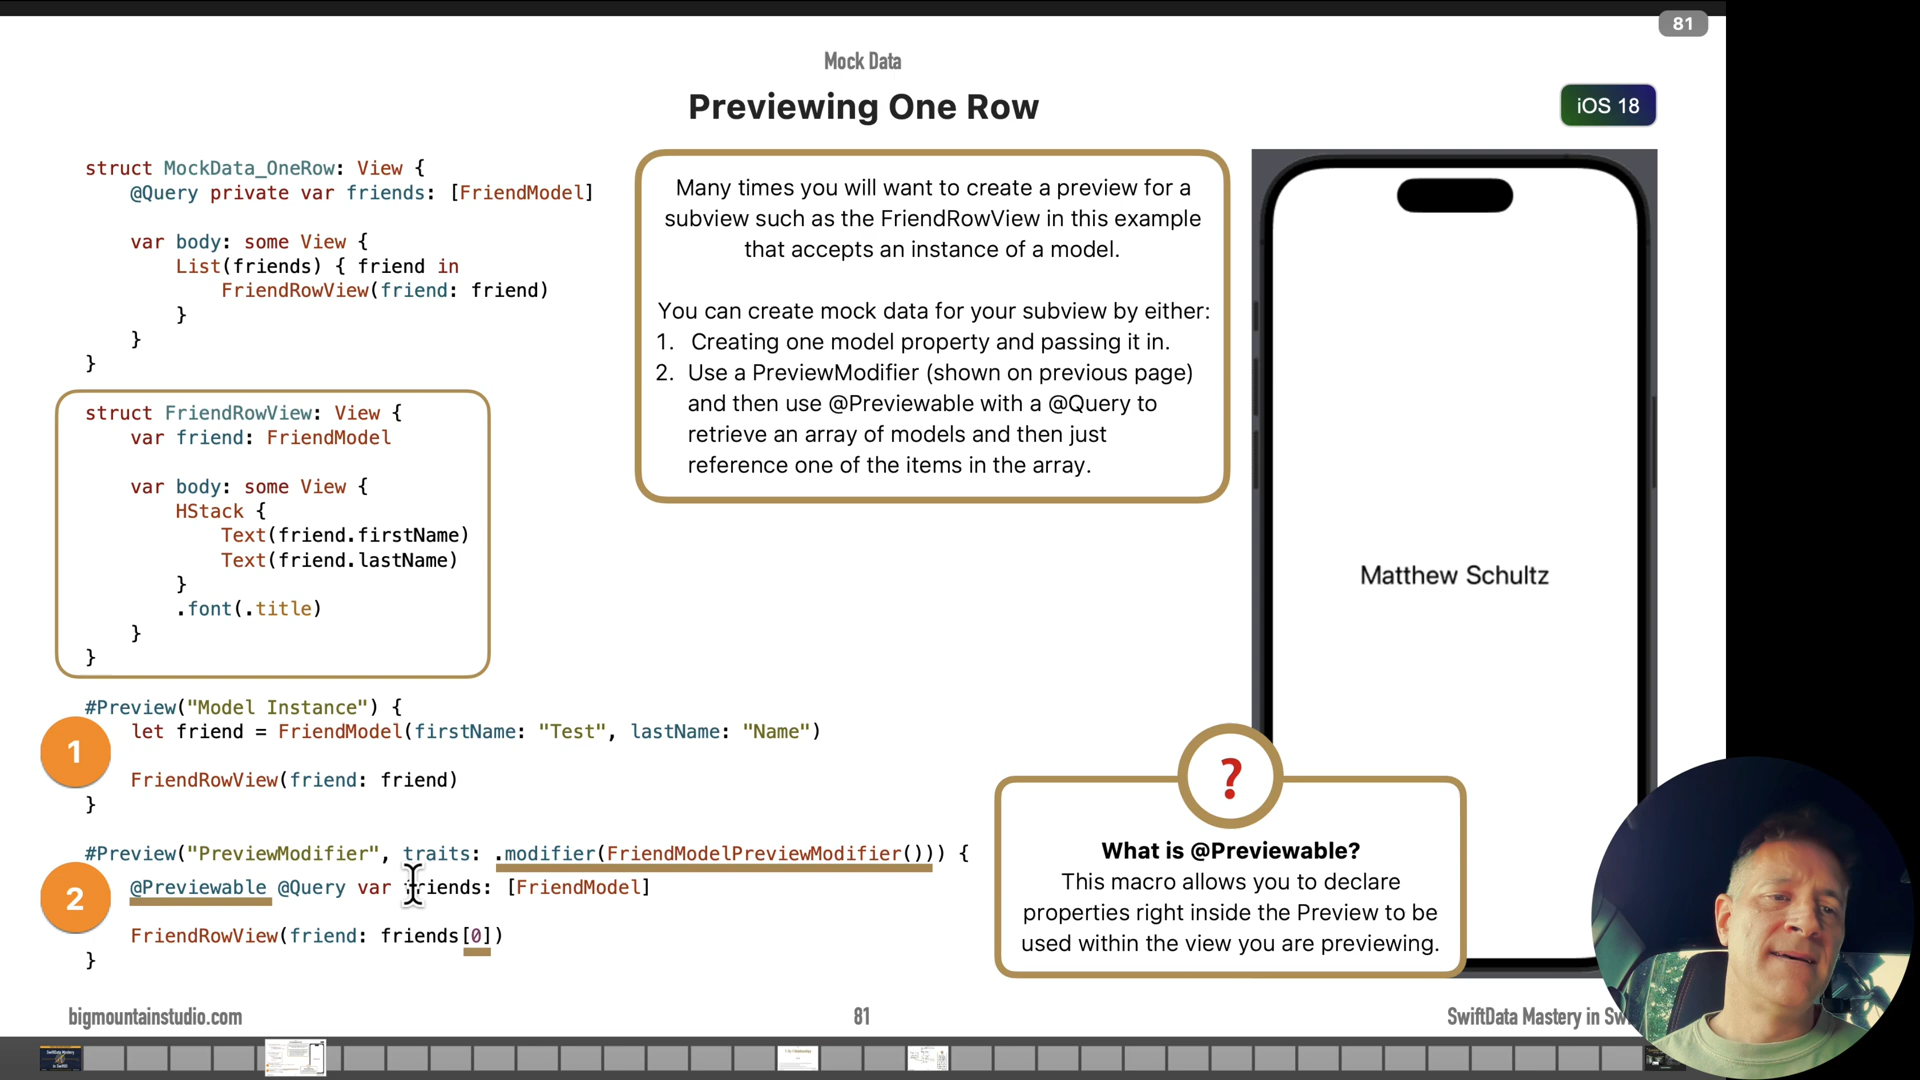 81
Mock Data
Previewing One Row
iOS 18
struct MockData_OneRow: View {
@Query private var friends: [FriendModel]
var body: some View {
List(friends) { friend in
FriendRowView(friend: friend)
}
}
}
struct FriendRowView: View {
var friend: FriendModel
var body: some View {
HStack {
Text(friend.firstName)
Text(friend.lastName)
}
.font(.title)
}
}
#Preview("Model Instance") {
1
let friend = FriendModel(firstName: "Test", lastName: "Name")
FriendRowView(friend: friend)
}
#Preview("PreviewModifier", traits: .modifier(FriendModelPreviewModifier())) {
2
@Previewable @Query var friends: [FriendModel]
FriendRowView(friend: friends[0])
}
Many times you will want to create a preview for a
subview such as the FriendRowView in this example
that accepts an instance of a model.
You can create mock data for your subview by either:
1. Creating one model property and passing it in.
2. Use a PreviewModifier (shown on previous page)
and then use @Previewable with a @Query to
retrieve an array of models and then just
reference one of the items in the array.
Matthew Schultz
?
What is @Previewable?
This macro allows you to declare
properties right inside the Preview to be
used within the view you are previewing.
bigmountainstudio.com
81
SwiftData Mastery in